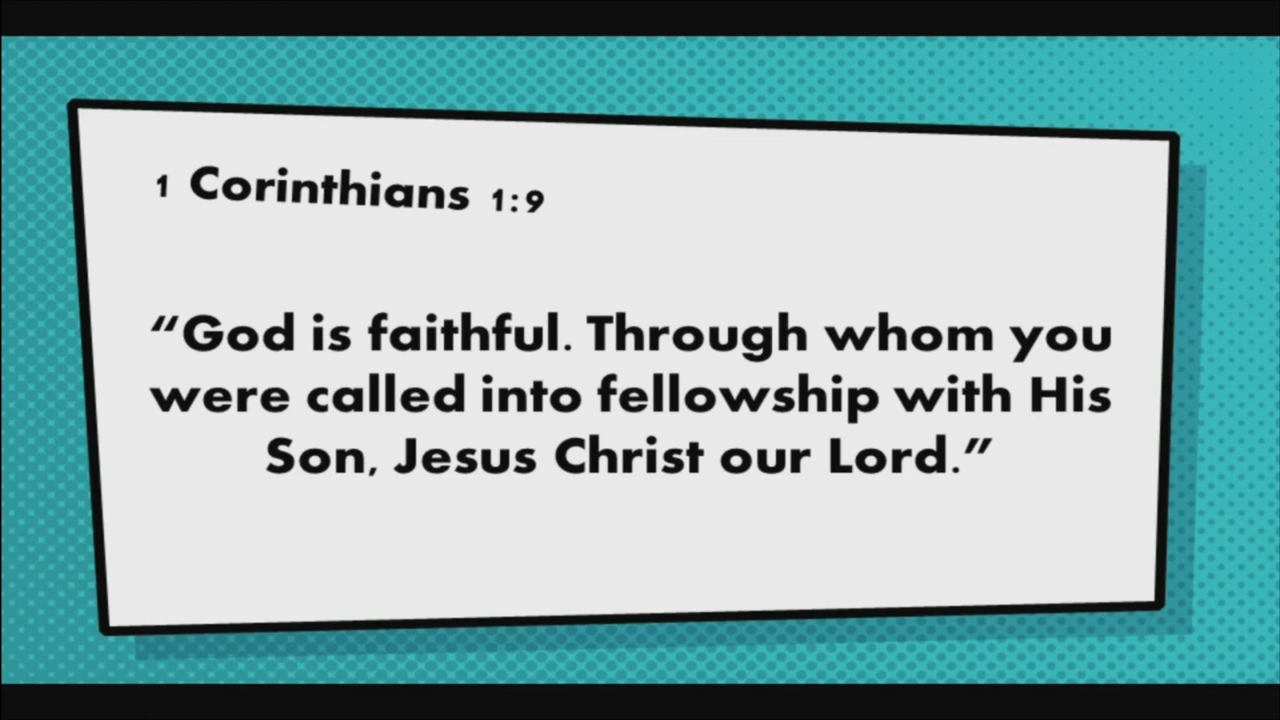 1 Corinthians 1:9
“God is faithful. Through whom you
were called into fellowship with His
Son, Jesus Christ our Lord.”